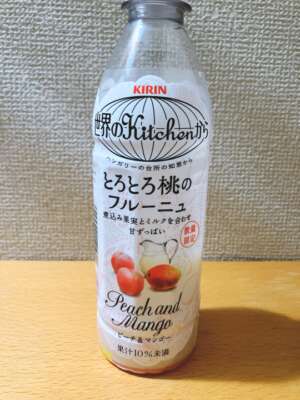 KIRIN
世界のKitchenから
ハンガリーの台所の知恵から
とろとろ桃の
フルーニュ
煮込み果実とミルクを合わせ
甘ずっぱい
数量
限定
Peach and
Mango
ピーチ&マンゴー
果汁10%未満